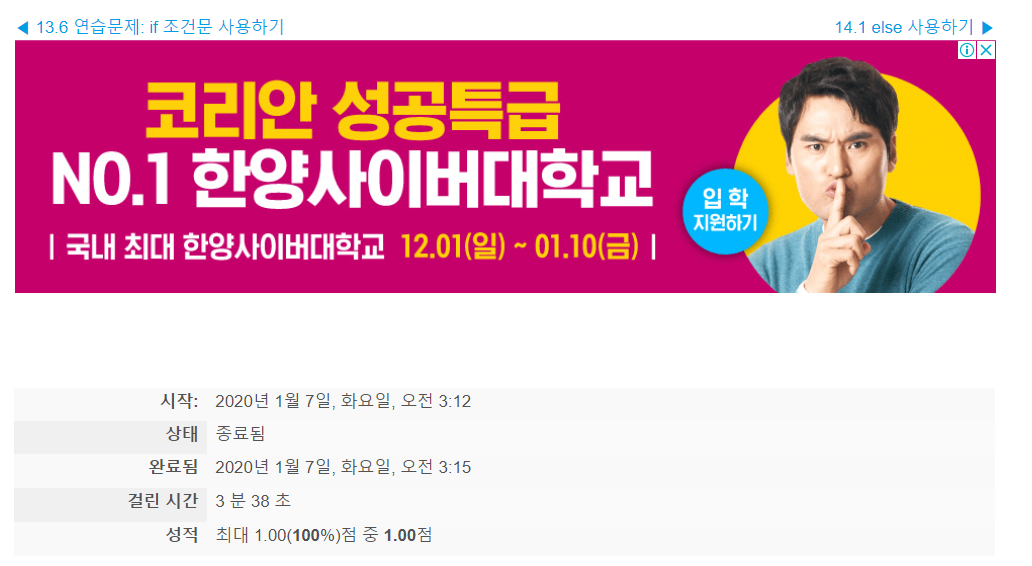 ◀ 13.6 연습문제: if 조건문 사용하기
14.1 else 사용하기 ▶
코리안 성공특급
NO.1 한양사이버대학교
입학
지원하기
| 국내 최대 한양사이버대학교 12.01(일) ~ 01.10(금) |
시작: 2020년 1월 7일, 화요일, 오전 3:12
상태 종료됨
완료됨 2020년 1월 7일, 화요일, 오전 3:15
걸린 시간 3 분 38 초
성적 최대 1.00(100%)점 중 1.00점